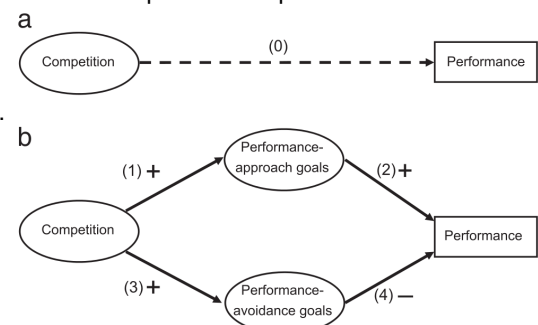 a
(0)
Competition
Performance
.
b
Performance-
approach goals
(1) +
(2) +
Competition
Performance
(3) +
(4) –
Performance-
avoidance goals